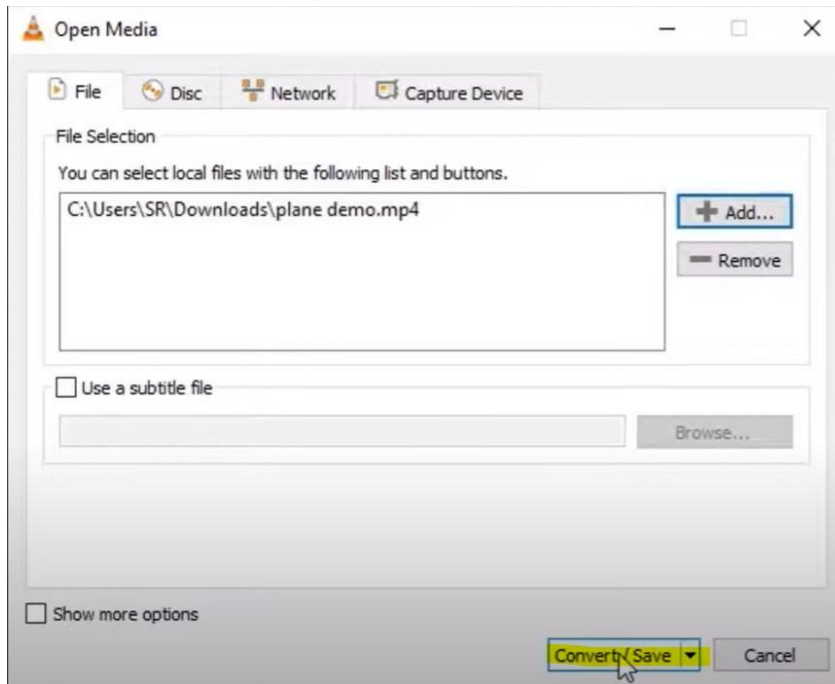 Open Media
File Disc Network Capture Device
File Selection
You can select local files with the following list and buttons.
C:\Users\SR\Downloads\plane demo.mp4
Add...
Remove
Use a subtitle file
Browse...
Show more options
Convert / Save Cancel